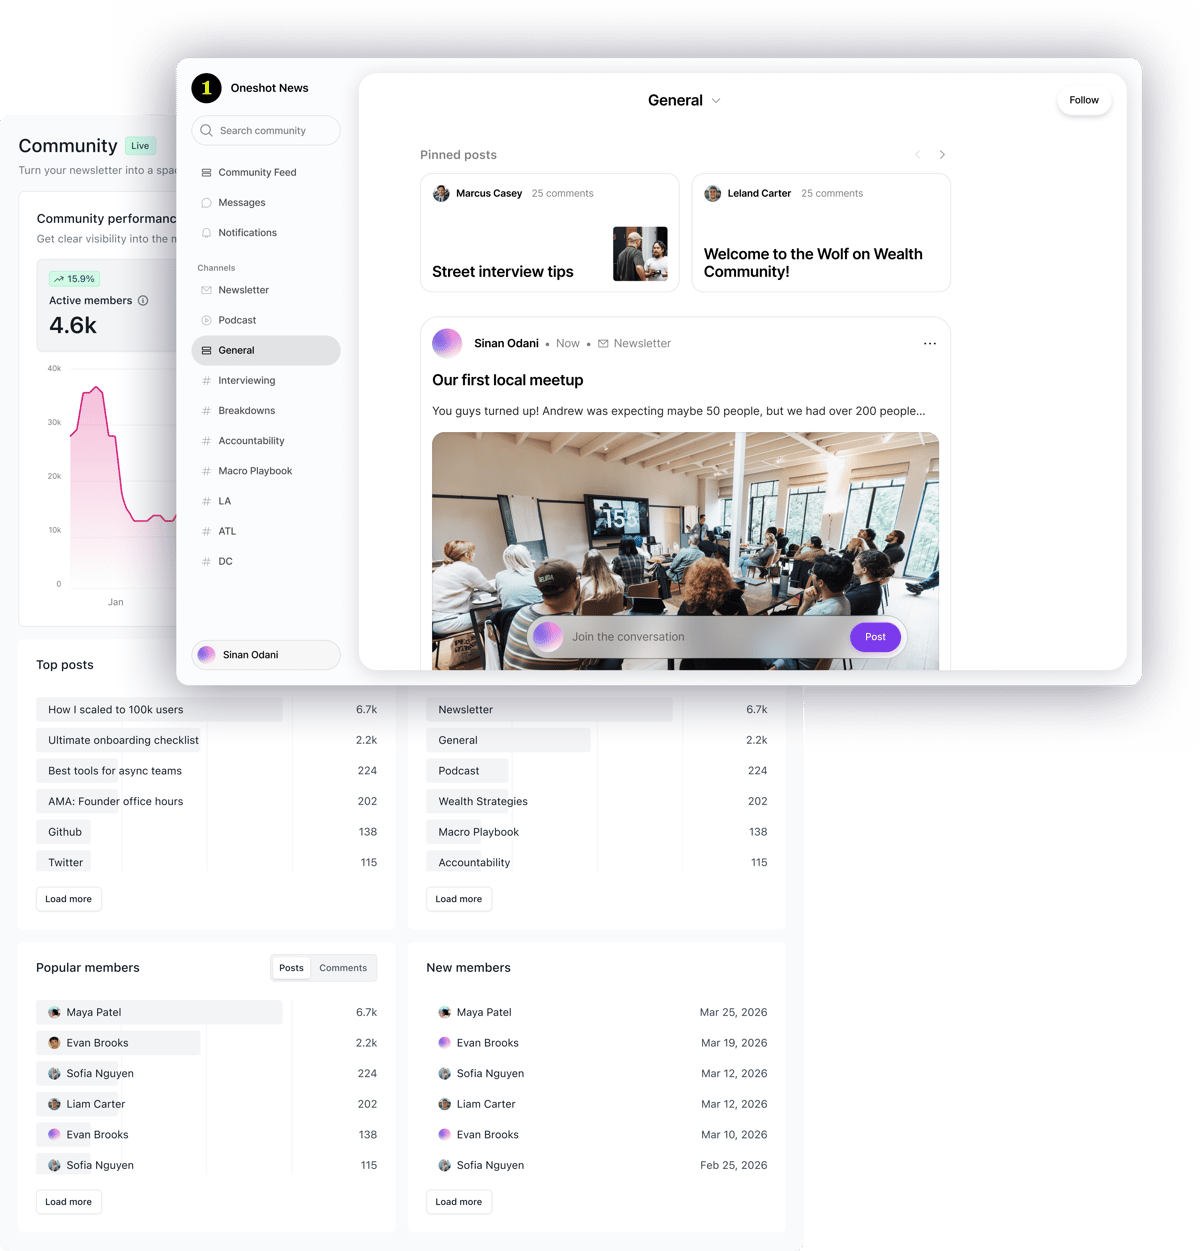 1
Oneshot News
Search community
Community Feed
Messages
Notifications
Channels
Newsletter
Podcast
General
Interviewing
Breakdowns
Accountability
Macro Playbook
LA
ATL
DC
Sinan Odani
General
Follow
Pinned posts
Marcus Casey 25 comments
Street interview tips
Leland Carter 25 comments
Welcome to the Wolf on Wealth
Community!
Sinan Odani • Now • Newsletter
Our first local meetup
You guys turned up! Andrew was expecting maybe 50 people, but we had over 200 people...
155
Join the conversation
Post
Community Live
Turn your newsletter into a spa
Community performanc
Get clear visibility into the m
15.9%
Active members
4.6k
40k
30k
20k
10k
0
Jan
Top posts
How I scaled to 100k users 6.7k
Ultimate onboarding checklist 2.2k
Best tools for async teams 224
AMA: Founder office hours 202
Github 138
Twitter 115
Load more
Newsletter 6.7k
General 2.2k
Podcast 224
Wealth Strategies 202
Macro Playbook 138
Accountability 115
Load more
Popular members
Posts Comments
Maya Patel 6.7k
Evan Brooks 2.2k
Sofia Nguyen 224
Liam Carter 202
Evan Brooks 138
Sofia Nguyen 115
Load more
New members
Maya Patel Mar 25, 2026
Evan Brooks Mar 19, 2026
Sofia Nguyen Mar 12, 2026
Liam Carter Mar 12, 2026
Evan Brooks Mar 10, 2026
Sofia Nguyen Feb 25, 2026
Load more